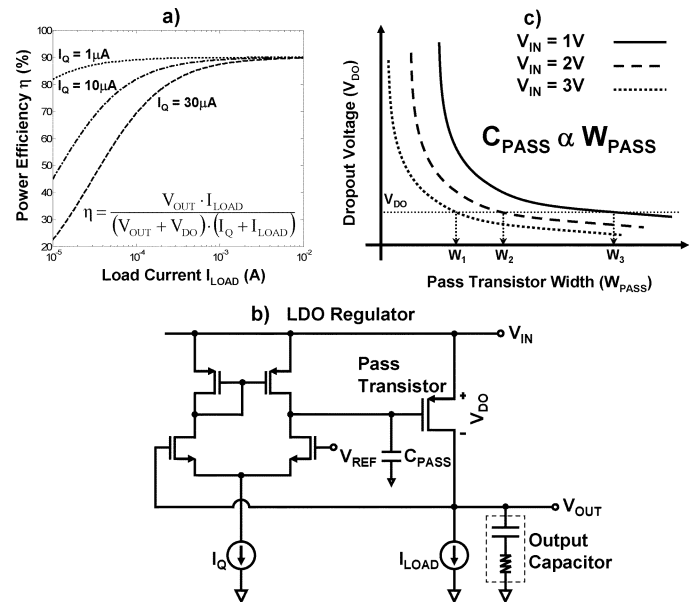 a)
Power Efficiency η (%)
100
90
80
70
60
50
40
30
20
I_Q = 1µA
I_Q = 10µA
I_Q = 30µA
η = V_OUT · I_LOAD / (V_OUT + V_DO) · (I_Q + I_LOAD)
10^-5
10^-4
10^-3
10^-2
Load Current I_LOAD (A)
c)
V_IN = 1V
V_IN = 2V
V_IN = 3V
C_PASS α W_PASS
Dropout Voltage (V_DO)
V_DO
W_1
W_2
W_3
Pass Transistor Width (W_PASS)
b) LDO Regulator
V_IN
Pass
Transistor
+
V_DO
-
V_REF
C_PASS
V_OUT
I_Q
I_LOAD
Output
Capacitor